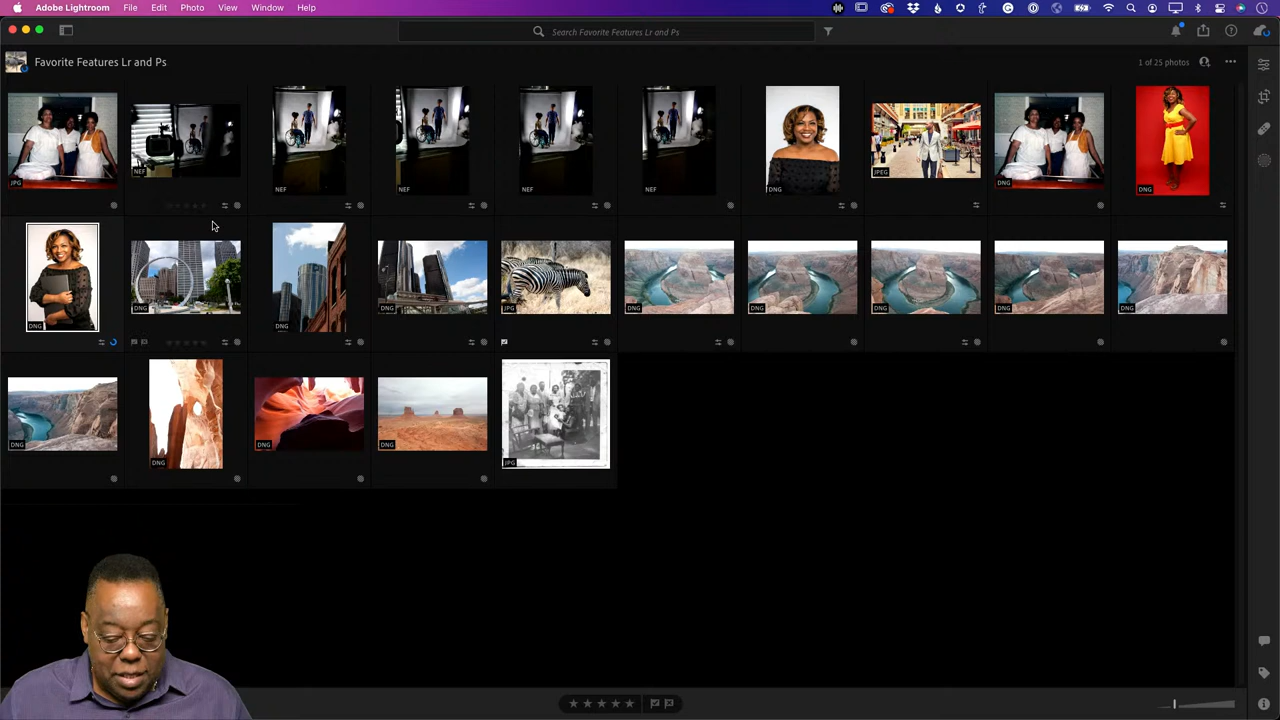 Adobe Lightroom File Edit Photo View Window Help
Search Favorite Features Lr and Ps
Favorite Features Lr and Ps
1 of 25 photos
JPG NEF NEF NEF NEF NEF DNG JPEG DNG DNG
DNG DNG DNG DNG JPG DNG DNG DNG DNG DNG
DNG DNG DNG DNG JPG